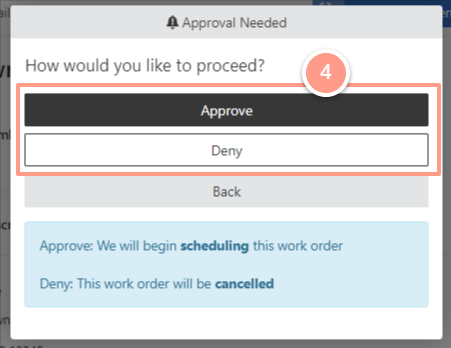 Approval Needed
How would you like to proceed?
4
Approve
Deny
Back
Approve: We will begin scheduling this work order
Deny: This work order will be cancelled